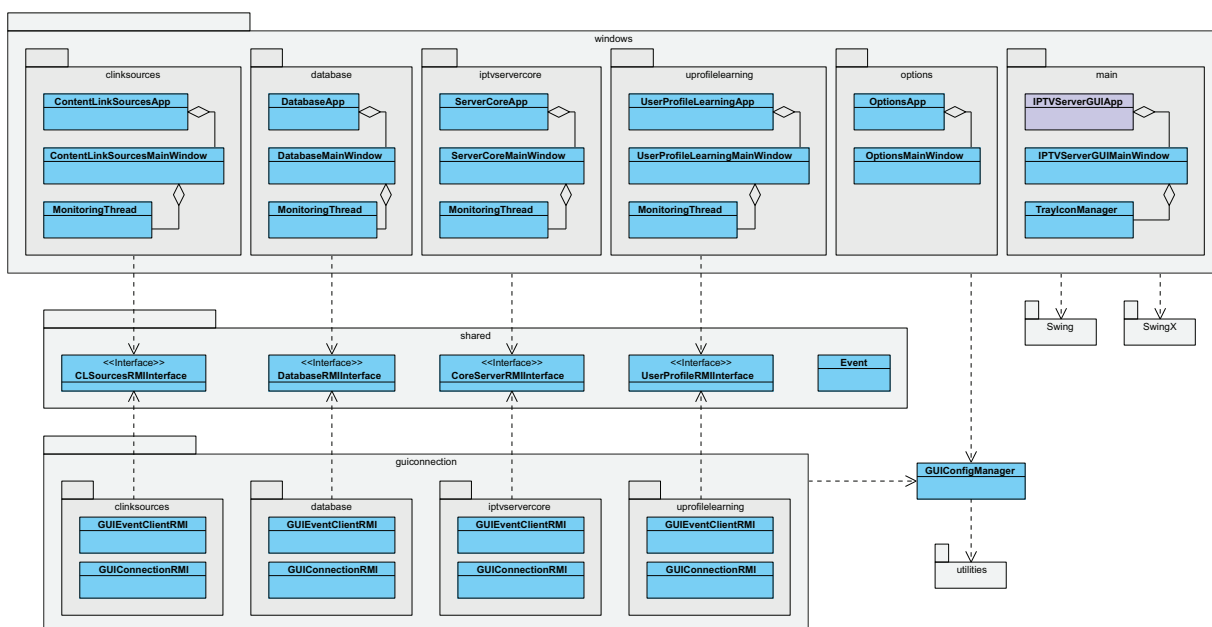 windows
clinksources
ContentLinkSourcesApp
ContentLinkSourcesMainWindow
MonitoringThread
database
DatabaseApp
DatabaseMainWindow
MonitoringThread
iptvservercore
ServerCoreApp
ServerCoreMainWindow
MonitoringThread
uprofilelearning
UserProfileLearningApp
UserProfileLearningMainWindow
MonitoringThread
options
OptionsApp
OptionsMainWindow
main
IPTVServerGUIApp
IPTVServerGUIMainWindow
TrayIconManager
Swing
SwingX
shared
<<Interface>>
CLSourcesRMIInterface
<<Interface>>
DatabaseRMIInterface
<<Interface>>
CoreServerRMIInterface
<<Interface>>
UserProfileRMIInterface
Event
guiconnection
clinksources
GUIEventClientRMI
GUIConnectionRMI
database
GUIEventClientRMI
GUIConnectionRMI
iptvservercore
GUIEventClientRMI
GUIConnectionRMI
uprofilelearning
GUIEventClientRMI
GUIConnectionRMI
GUIConfigManager
utilities